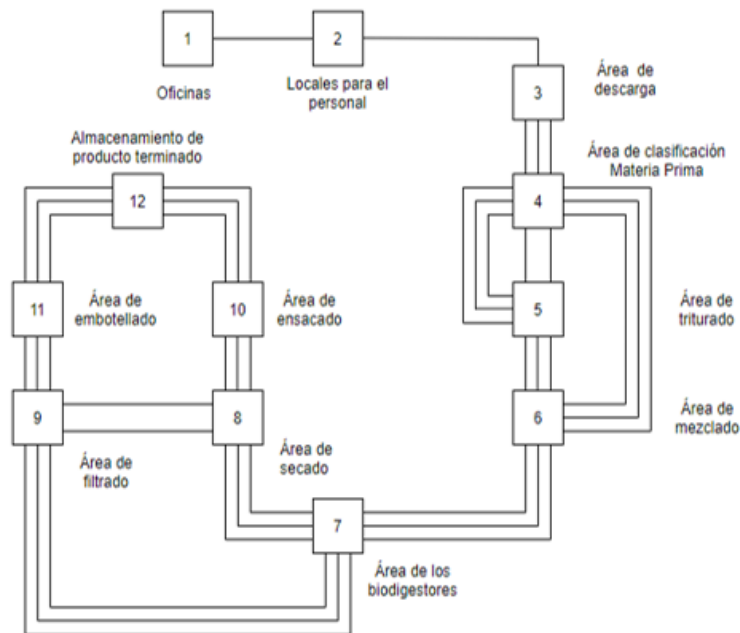 1
2
Oficinas
Locales para el
personal
3
Área de
descarga
Almacenamiento de
producto terminado
12
Área de clasificación
Materia Prima
4
11
Área de
embotellado
10
Área de
ensacado
5
Área de
triturado
9
8
6
Área de
mezclado
Área de
filtrado
Área de
secado
7
Área de los
biodigestores